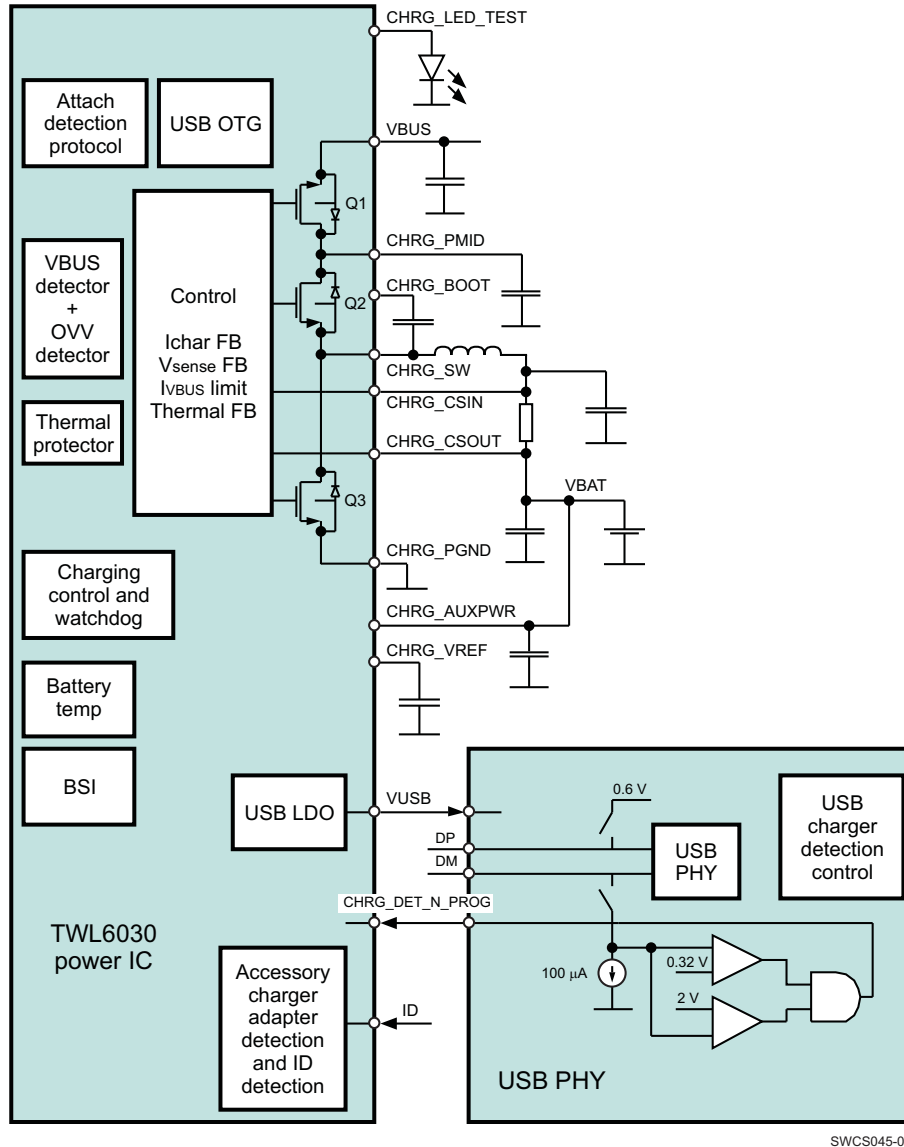 CHRG_LED_TEST
Attach
detection
protocol
USB OTG
VBUS
Q1
CHRG_PMID
VBUS
detector
+
OVV
detector
Control
Ichar FB
Vsense FB
IVBUS limit
Thermal FB
Q2
CHRG_BOOT
CHRG_SW
CHRG_CSIN
Thermal
protector
CHRG_CSOUT
Q3
VBAT
CHRG_PGND
Charging
control and
watchdog
CHRG_AUXPWR
CHRG_VREF
Battery
temp
BSI
USB LDO
VUSB
0.6 V
USB
charger
detection
control
DP
DM
USB
PHY
CHRG_DET_N_PROG
TWL6030
power IC
100 μA
0.32 V
2 V
Accessory
charger
adapter
detection
and ID
detection
ID
USB PHY